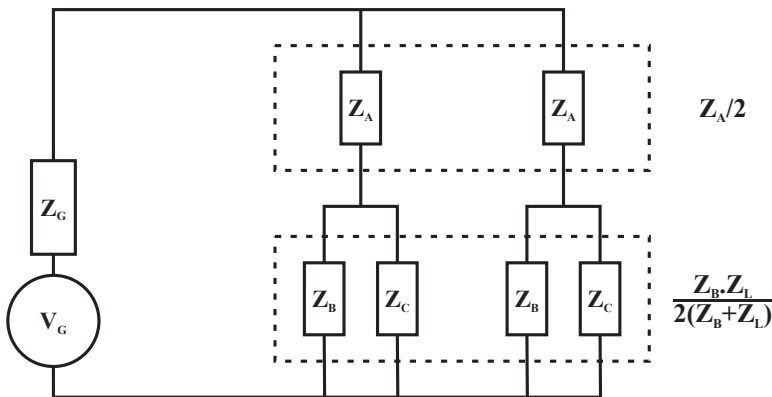 Z_A Z_A Z_A/2
Z_G
V_G
Z_B Z_C Z_B Z_C
Z_B.Z_L
2(Z_B+Z_L)